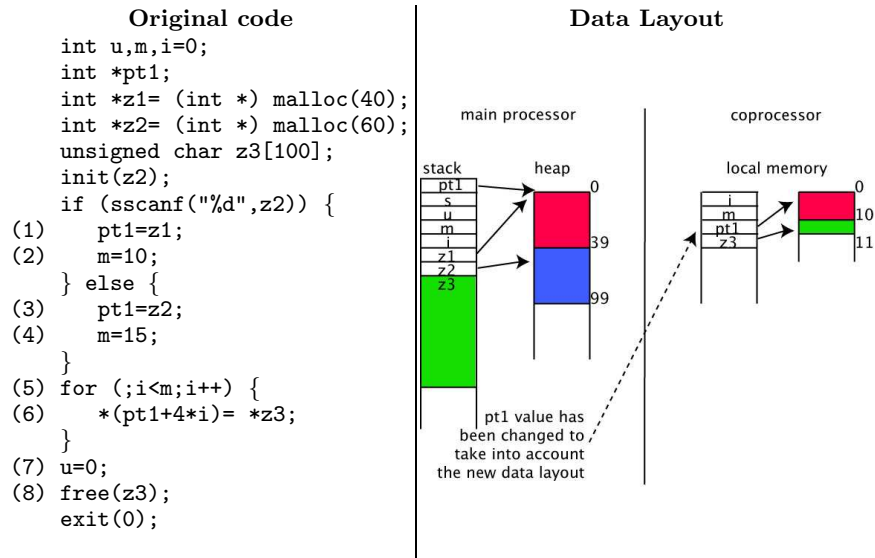 Original code
int u,m,i=0;
int *pt1;
int *z1= (int *) malloc(40);
int *z2= (int *) malloc(60);
unsigned char z3[100];
init(z2);
if (sscanf("%d",z2)) {
(1) pt1=z1;
(2) m=10;
} else {
(3) pt1=z2;
(4) m=15;
}
(5) for (;i<m;i++) {
(6) *(pt1+4*i)= *z3;
}
(7) u=0;
(8) free(z3);
exit(0);
Data Layout
main processor
stack
heap
pt1
s
u
m
i
z1
z2
z3
0
39
99
pt1 value has
been changed to
take into account
the new data layout
coprocessor
local memory
i
m
pt1
z3
0
10
11